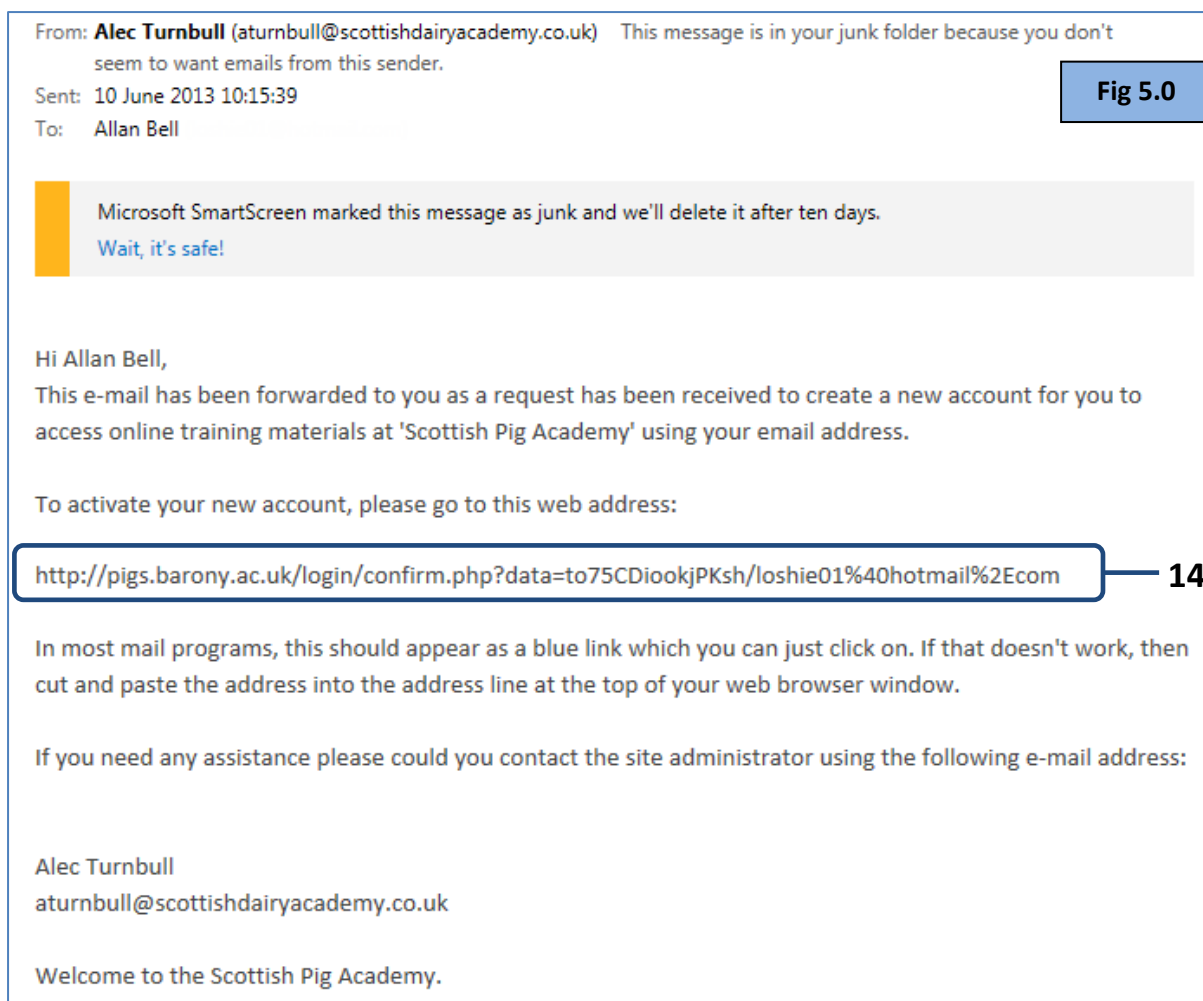 From: Alec Turnbull (aturnbull@scottishdairyacademy.co.uk) This message is in your junk folder because you don't
seem to want emails from this sender.
Fig 5.0
Sent: 10 June 2013 10:15:39
To: Allan Bell
Microsoft SmartScreen marked this message as junk and we'll delete it after ten days.
Wait, it's safe!
Hi Allan Bell,
This e-mail has been forwarded to you as a request has been received to create a new account for you to
access online training materials at 'Scottish Pig Academy' using your email address.
To activate your new account, please go to this web address:
http://pigs.barony.ac.uk/login/confirm.php?data=to75CDiookjPKsh/loshie01%40hotmail%2Ecom
14
In most mail programs, this should appear as a blue link which you can just click on. If that doesn't work, then
cut and paste the address into the address line at the top of your web browser window.
If you need any assistance please could you contact the site administrator using the following e-mail address:
Alec Turnbull
aturnbull@scottishdairyacademy.co.uk
Welcome to the Scottish Pig Academy.